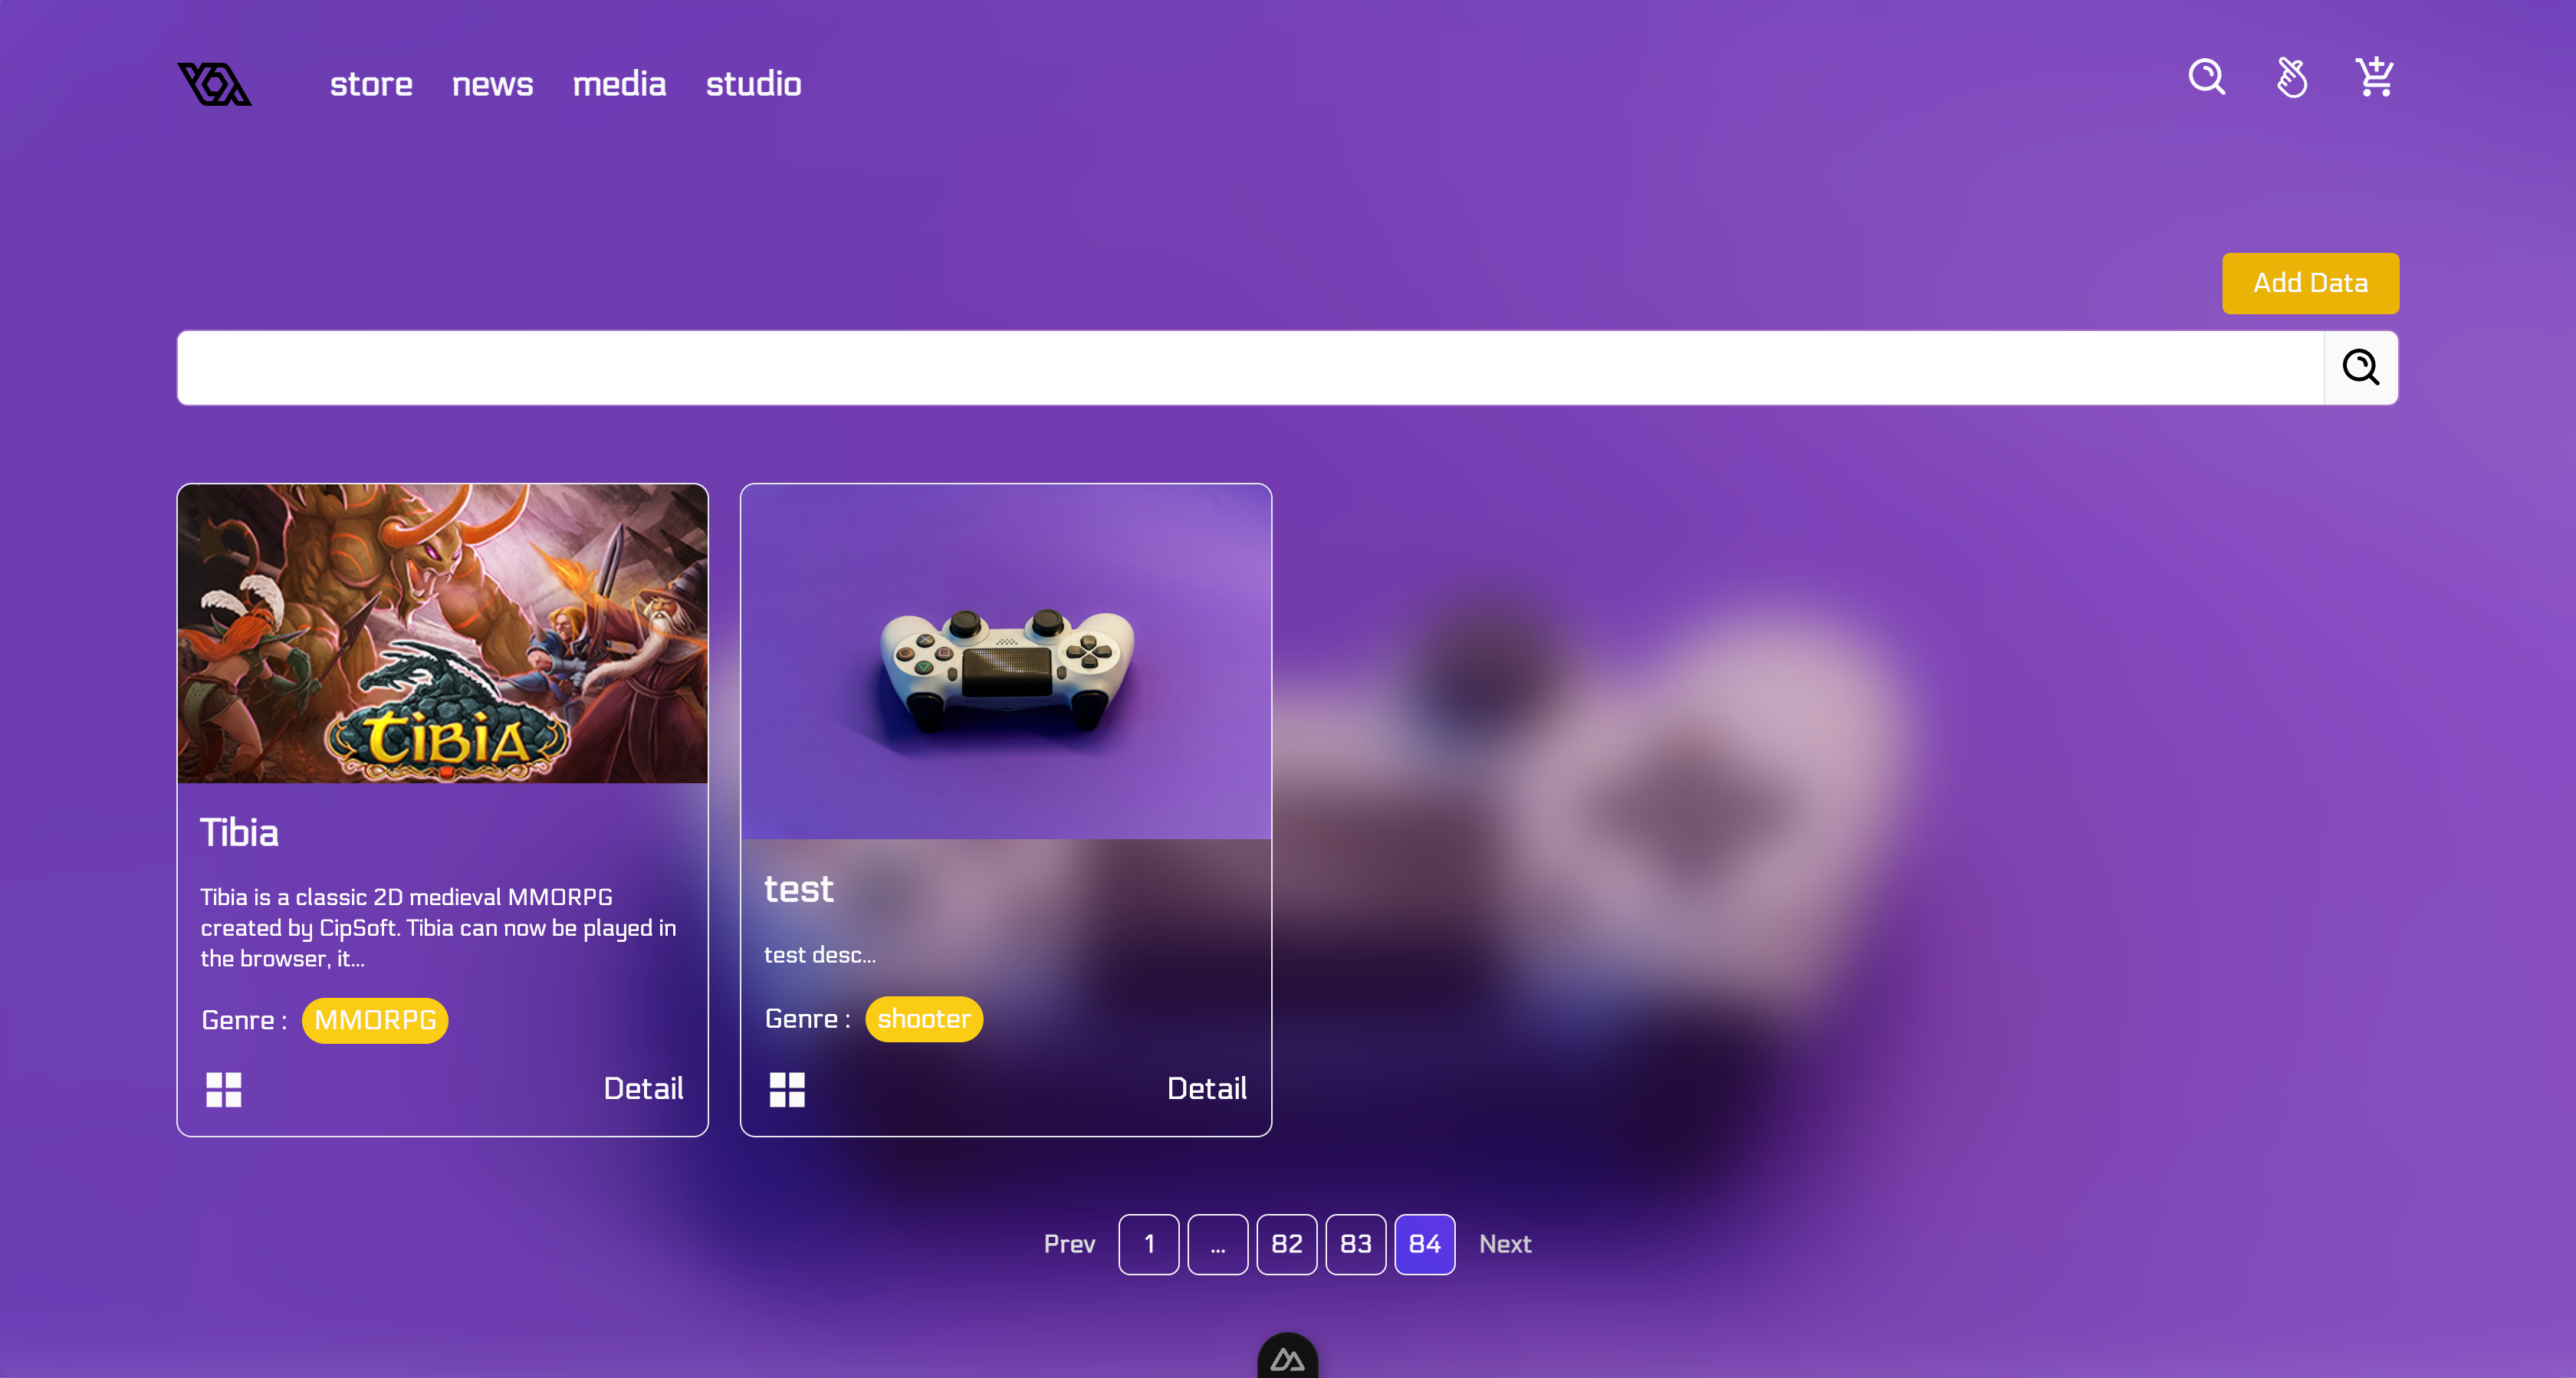 store news media studio
Add Data
TiBiA
Tibia
Tibia is a classic 2D medieval MMORPG
created by CipSoft. Tibia can now be played in
the browser, it...
Genre : MMORPG
Detail
test
test desc...
Genre : shooter
Detail
Prev 1 ... 82 83 84 Next